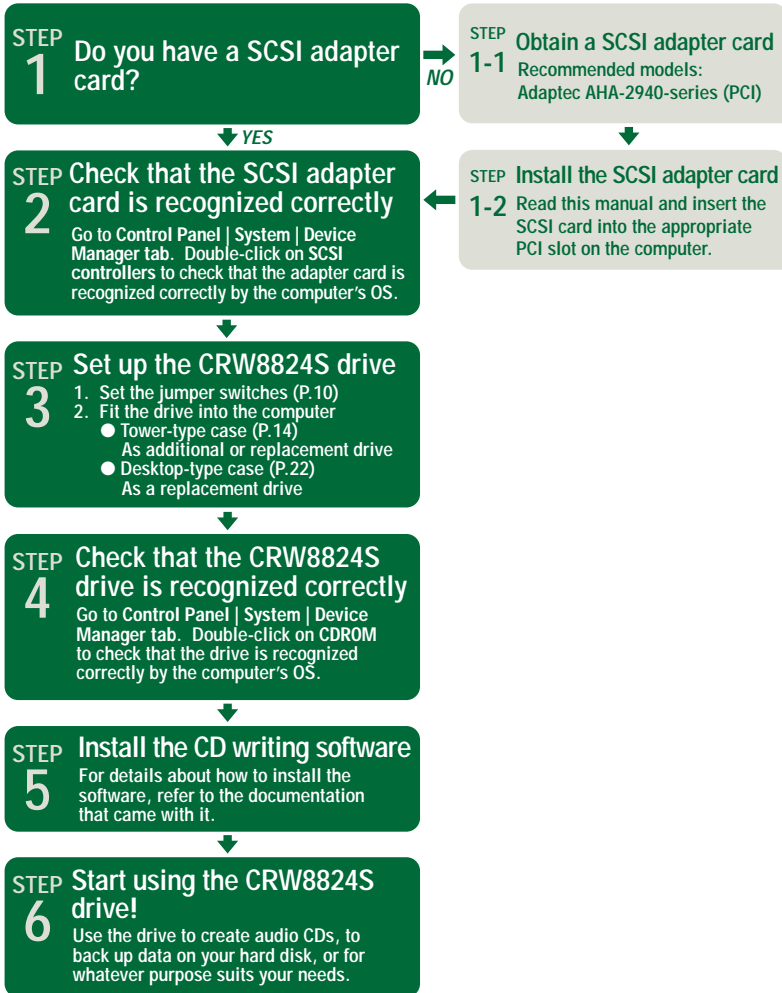 STEP
1
Do you have a SCSI adapter
card?
NO
STEP
1-1
Obtain a SCSI adapter card
Recommended models:
Adaptec AHA-2940-series (PCI)
YES
STEP
1-2
Install the SCSI adapter card
Read this manual and insert the
SCSI card into the appropriate
PCI slot on the computer.
STEP
2
Check that the SCSI adapter
card is recognized correctly
Go to Control Panel | System | Device
Manager tab. Double-click on SCSI
controllers to check that the adapter card is
recognized correctly by the computer's OS.
STEP
3
Set up the CRW8824S drive
1. Set the jumper switches (P.10)
2. Fit the drive into the computer
● Tower-type case (P.14)
As additional or replacement drive
● Desktop-type case (P.22)
As a replacement drive
STEP
4
Check that the CRW8824S
drive is recognized correctly
Go to Control Panel | System | Device
Manager tab. Double-click on CDROM
to check that the drive is recognized
correctly by the computer's OS.
STEP
5
Install the CD writing software
For details about how to install the
software, refer to the documentation
that came with it.
STEP
6
Start using the CRW8824S
drive!
Use the drive to create audio CDs, to
back up data on your hard disk, or for
whatever purpose suits your needs.